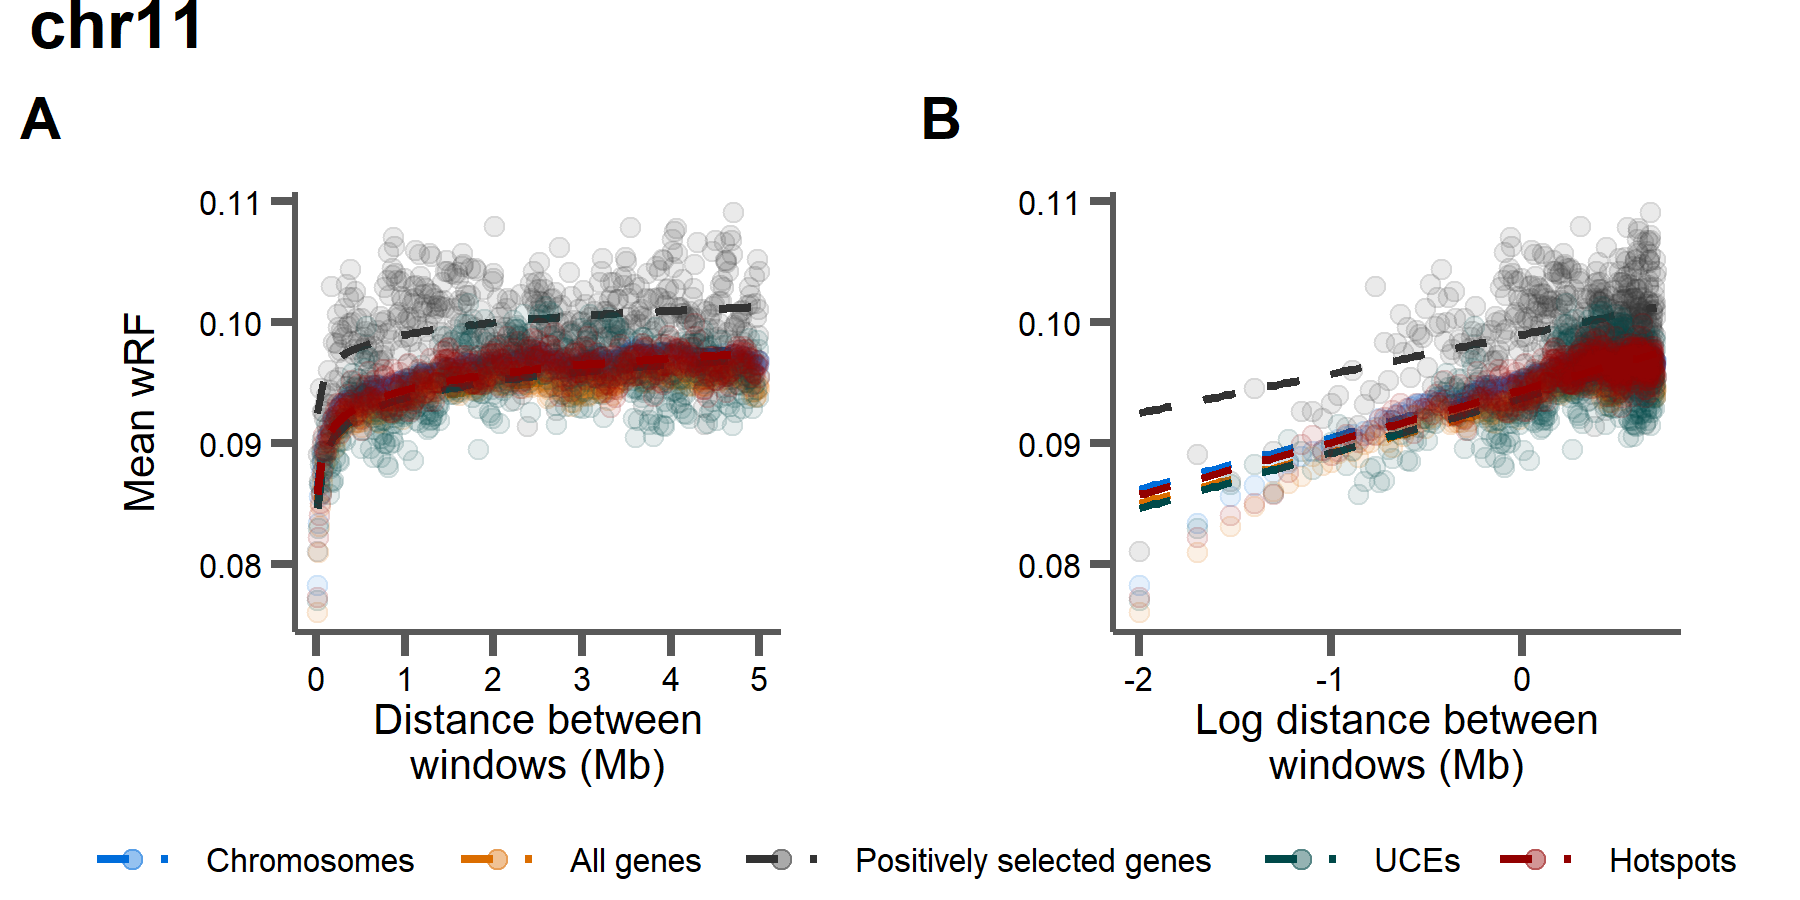 chr11
A
B
Mean wRF
0.11
0.10
0.09
0.08
0 1 2 3 4 5
Distance between
windows (Mb)
0.11
0.10
0.09
0.08
-2 -1 0
Log distance between
windows (Mb)
Chromosomes All genes Positively selected genes UCEs Hotspots